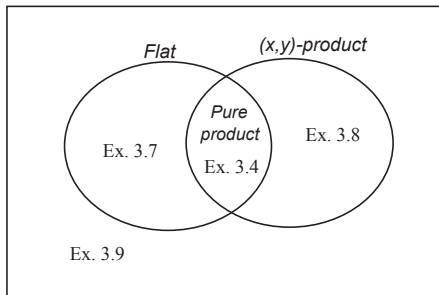 Flat
(x,y)-product
Pure
product
Ex. 3.7
Ex. 3.4
Ex. 3.8
Ex. 3.9